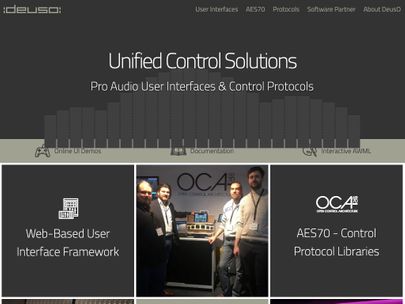 :deuso:
User Interfaces
AES70
Protocols
Software Partner
About DeusO
Unified Control Solutions
Pro Audio User Interfaces & Control Protocols
Online UI Demos
Documentation
Interactive AWML
Web-Based User
Interface Framework
OCA
OCA
OPEN CONTROL ARCHITECTURE
AES70 - Control
Protocol Libraries